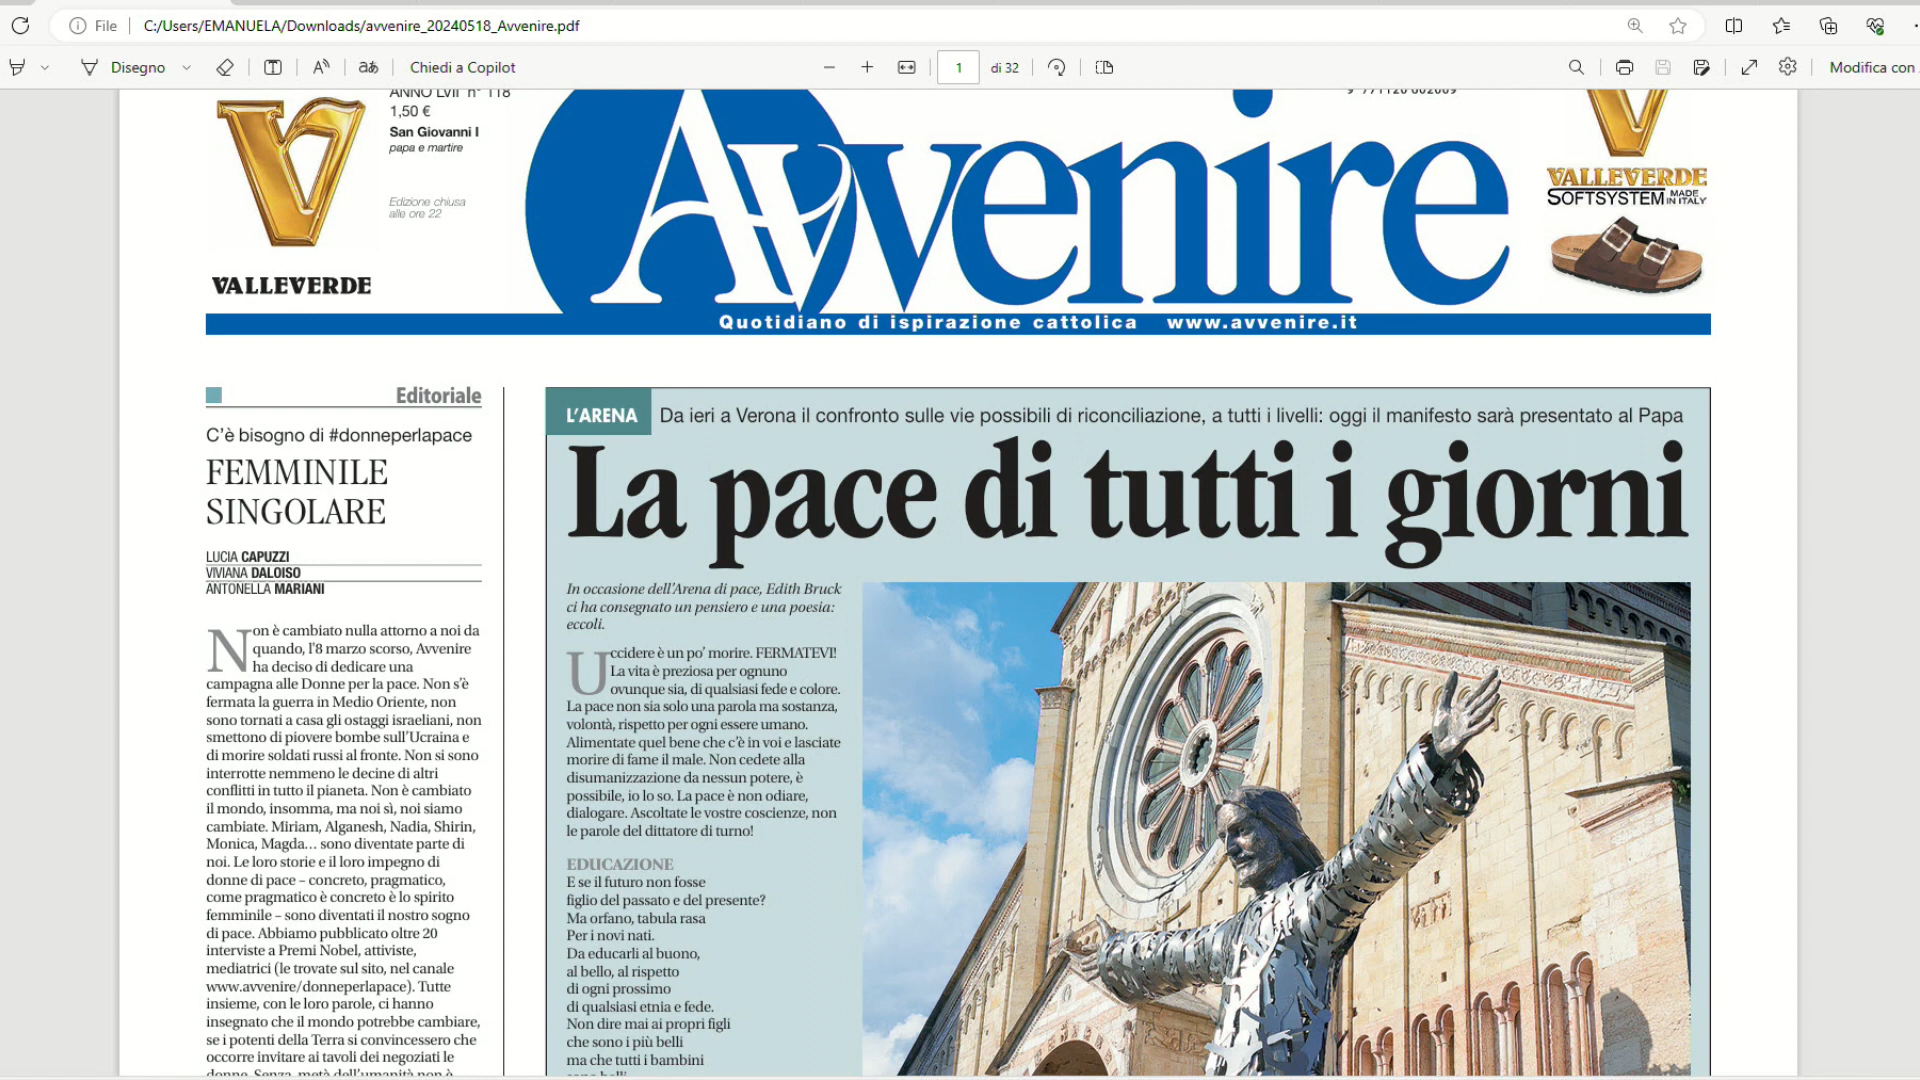 File
C:/Users/EMANUELA/Downloads/avvenire_20240518_Avvenire.pdf
Disegno
Chiedi a Copilot
1
di 32
Modifica con
ANNO LVII n° 118
1,50 €
San Giovanni I
papa e martire
Edizione chiusa
alle ore 22
VALLEVERDE
Avvenire
9 771120 602009
VALLEVERDE
SOFTSYSTEM MADE IN ITALY
Quotidiano di ispirazione cattolica www.avvenire.it
Editoriale
C'è bisogno di #donneperlapace
FEMMINILE
SINGOLARE
LUCIA CAPUZZI
VIVIANA DALOISO
ANTONELLA MARIANI
Non è cambiato nulla attorno a noi da
quando, l'8 marzo scorso, Avvenire
ha deciso di dedicare una
campagna alle Donne per la pace. Non s'è
fermata la guerra in Medio Oriente, non
sono tornati a casa gli ostaggi israeliani, non
smettono di piovere bombe sull'Ucraina e
di morire soldati russi al fronte. Non si sono
interrotte nemmeno le decine di altri
conflitti in tutto il pianeta. Non è cambiato
il mondo, insomma, ma noi sì, noi siamo
cambiate. Miriam, Alganesh, Nadia, Shirin,
Monica, Magda… sono diventate parte di
noi. Le loro storie e il loro impegno di
donne di pace – concreto, pragmatico,
come pragmatico è concreto è lo spirito
femminile – sono diventati il nostro sogno
di pace. Abbiamo pubblicato oltre 20
interviste a Premi Nobel, attiviste,
mediatrici (le trovate sul sito, nel canale
www.avvenire/donneperlapace). Tutte
insieme, con le loro parole, ci hanno
insegnato che il mondo potrebbe cambiare,
se i potenti della Terra si convincessero che
occorre invitare ai tavoli dei negoziati le
donne. Senza, metà dell'umanità non è
L'ARENA
Da ieri a Verona il confronto sulle vie possibili di riconciliazione, a tutti i livelli: oggi il manifesto sarà presentato al Papa
La pace di tutti i giorni
In occasione dell'Arena di pace, Edith Bruck
ci ha consegnato un pensiero e una poesia:
eccoli.
Uccidere è un po' morire. FERMATEVI!
La vita è preziosa per ognuno
ovunque sia, di qualsiasi fede e colore.
La pace non sia solo una parola ma sostanza,
volontà, rispetto per ogni essere umano.
Alimentate quel bene che c'è in voi e lasciate
morire di fame il male. Non cedete alla
disumanizzazione da nessun potere, è
possibile, io lo so. La pace è non odiare,
dialogare. Ascoltate le vostre coscienze, non
le parole del dittatore di turno!
EDUCAZIONE
E se il futuro non fosse
figlio del passato e del presente?
Ma orfano, tabula rasa
Per i novi nati.
Da educarli al buono,
al bello, al rispetto
di ogni prossimo
di qualsiasi etnia e fede.
Non dire mai ai propri figli
che sono i più belli
ma che tutti i bambini